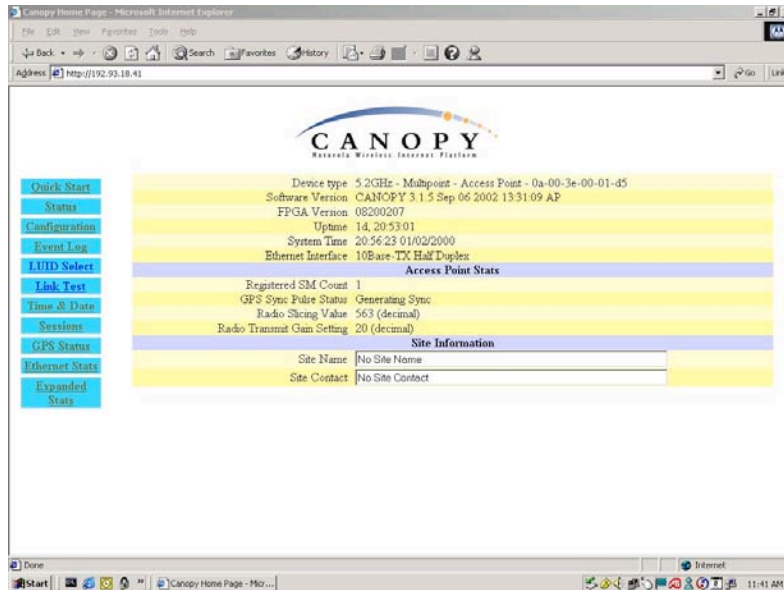 Canopy Home Page - Microsoft Internet Explorer
File Edit View Favorites Tools Help
Back Search Favorites History
Address http://192.93.18.41 Go Links
CANOPY
Motorola Wireless Internet Platform
Quick Start
Status
Configuration
Event Log
LUID Select
Link Test
Time & Date
Sessions
GPS Status
Ethernet Stats
Expanded
Stats
Device type 5.2GHz - Multipoint - Access Point - 0a-00-3e-00-01-d5
Software Version CANOPY 3.1.5 Sep 06 2002 13:31:09 AP
FPGA Version 08200207
Uptime 1d, 20:53:01
System Time 20:56:23 01/02/2000
Ethernet Interface 10Base-TX Half Duplex
Access Point Stats
Registered SM Count 1
GPS Sync Pulse Status Generating Sync
Radio Slicing Value 563 (decimal)
Radio Transmit Gain Setting 20 (decimal)
Site Information
Site Name No Site Name
Site Contact No Site Contact
Done Internet
Start Canopy Home Page - Micr... 11:41 AM